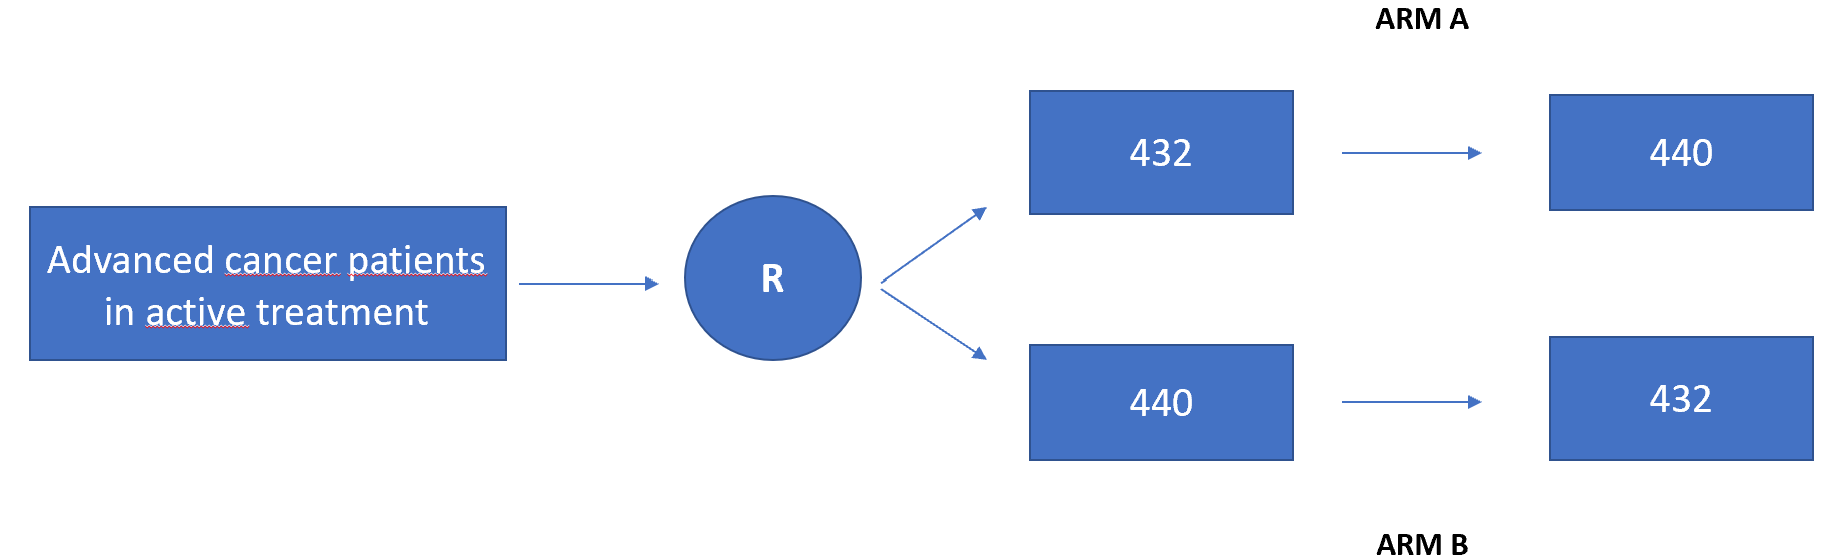 ARM A
432
440
Advanced cancer patients
in active treatment
R
440
432
ARM B